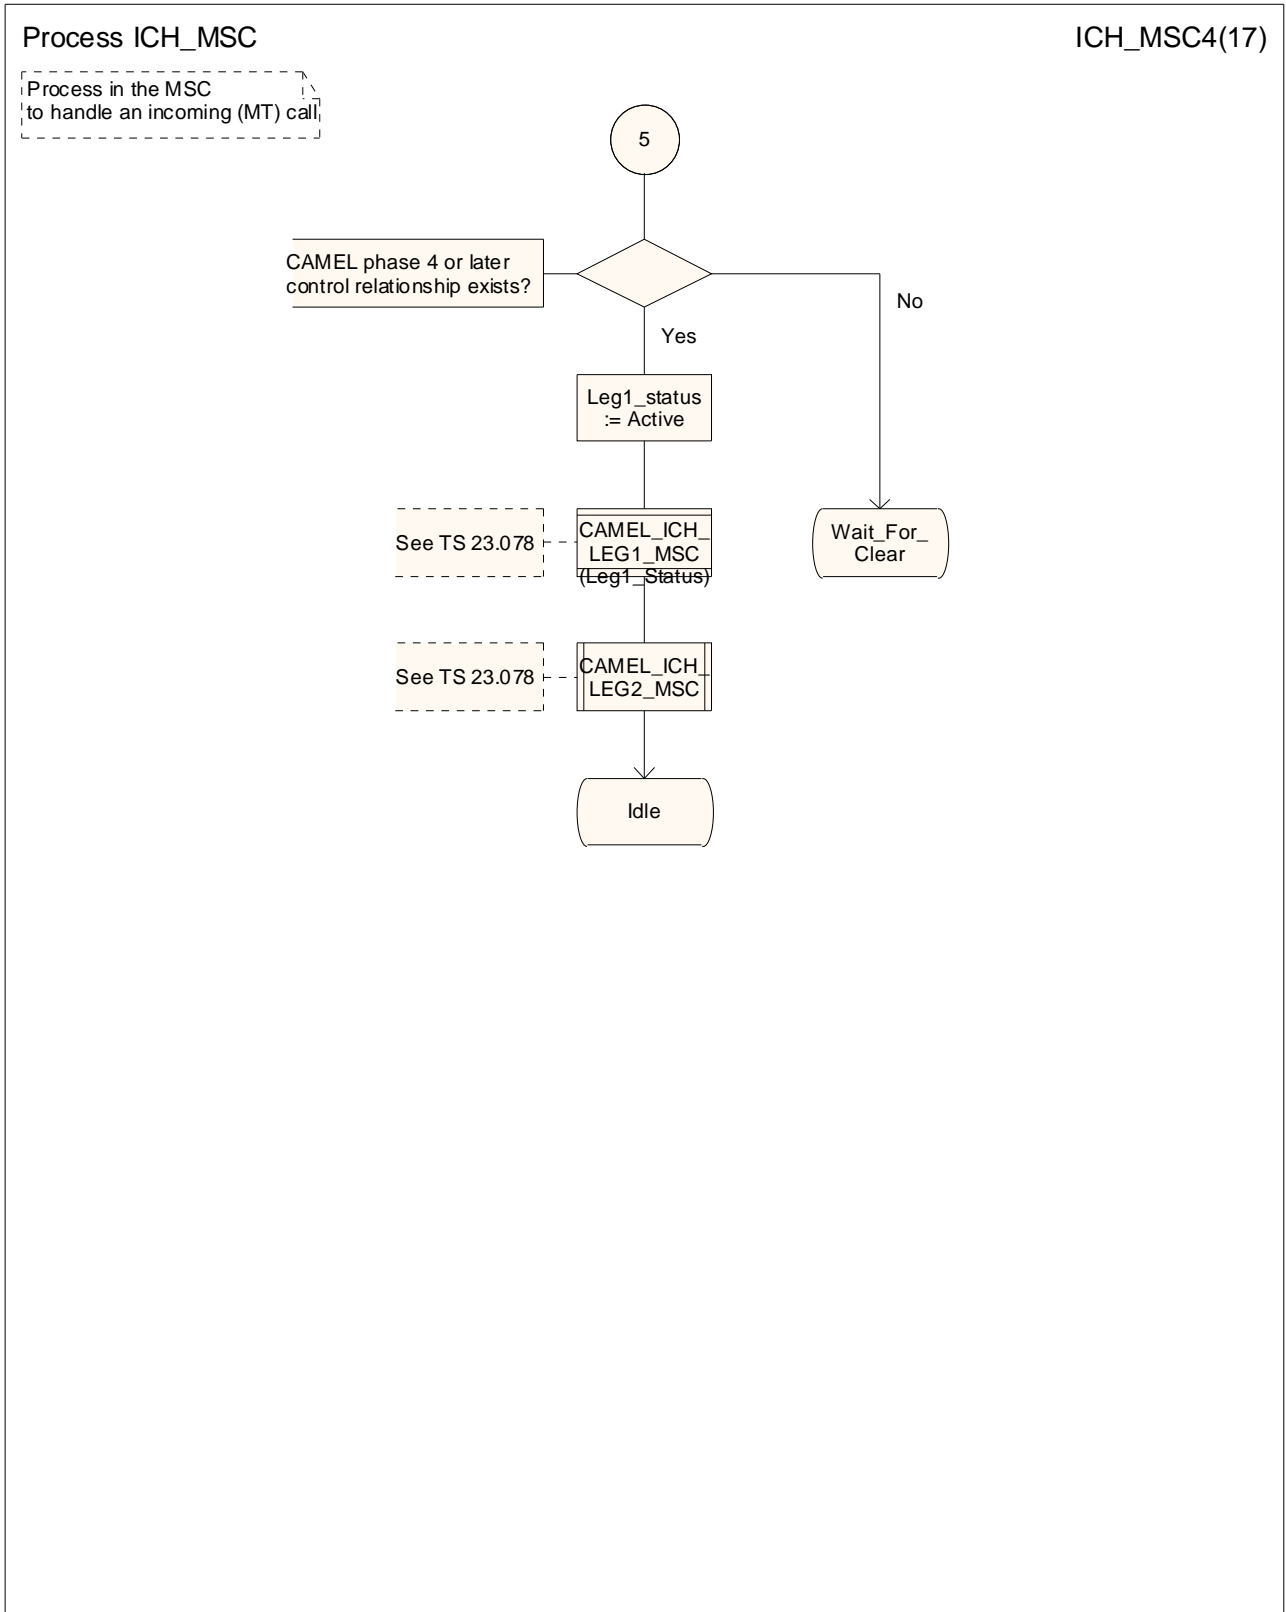 Process ICH_MSC
ICH_MSC4(17)
Process in the MSC
to handle an incoming (MT) call
5
CAMEL phase 4 or later
control relationship exists?
No
Yes
Leg1_status
:= Active
See TS 23.078
CAMEL_ICH_
LEG1_MSC
(Leg1_Status)
Wait_For_
Clear
See TS 23.078
CAMEL_ICH_
LEG2_MSC
Idle